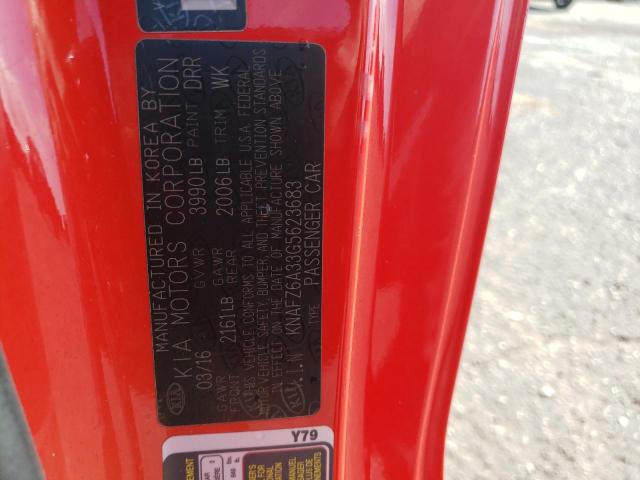 MANUFACTURED IN KOREA BY
KIA MOTORS CORPORATION
03/16 GVWR 3990LB PAINT DRR
GAWR FRONT 2161LB GAWR REAR 2006LB TRIM WK
THIS VEHICLE CONFORMS TO ALL APPLICABLE U.S.A. FEDERAL
MOTOR VEHICLE SAFETY, BUMPER, AND THEFT PREVENTION STANDARDS
IN EFFECT ON THE DATE OF MANUFACTURE SHOWN ABOVE
V.I.N KNAFZ6A33G5623683
TYPE PASSENGER CAR
KIA
Y79